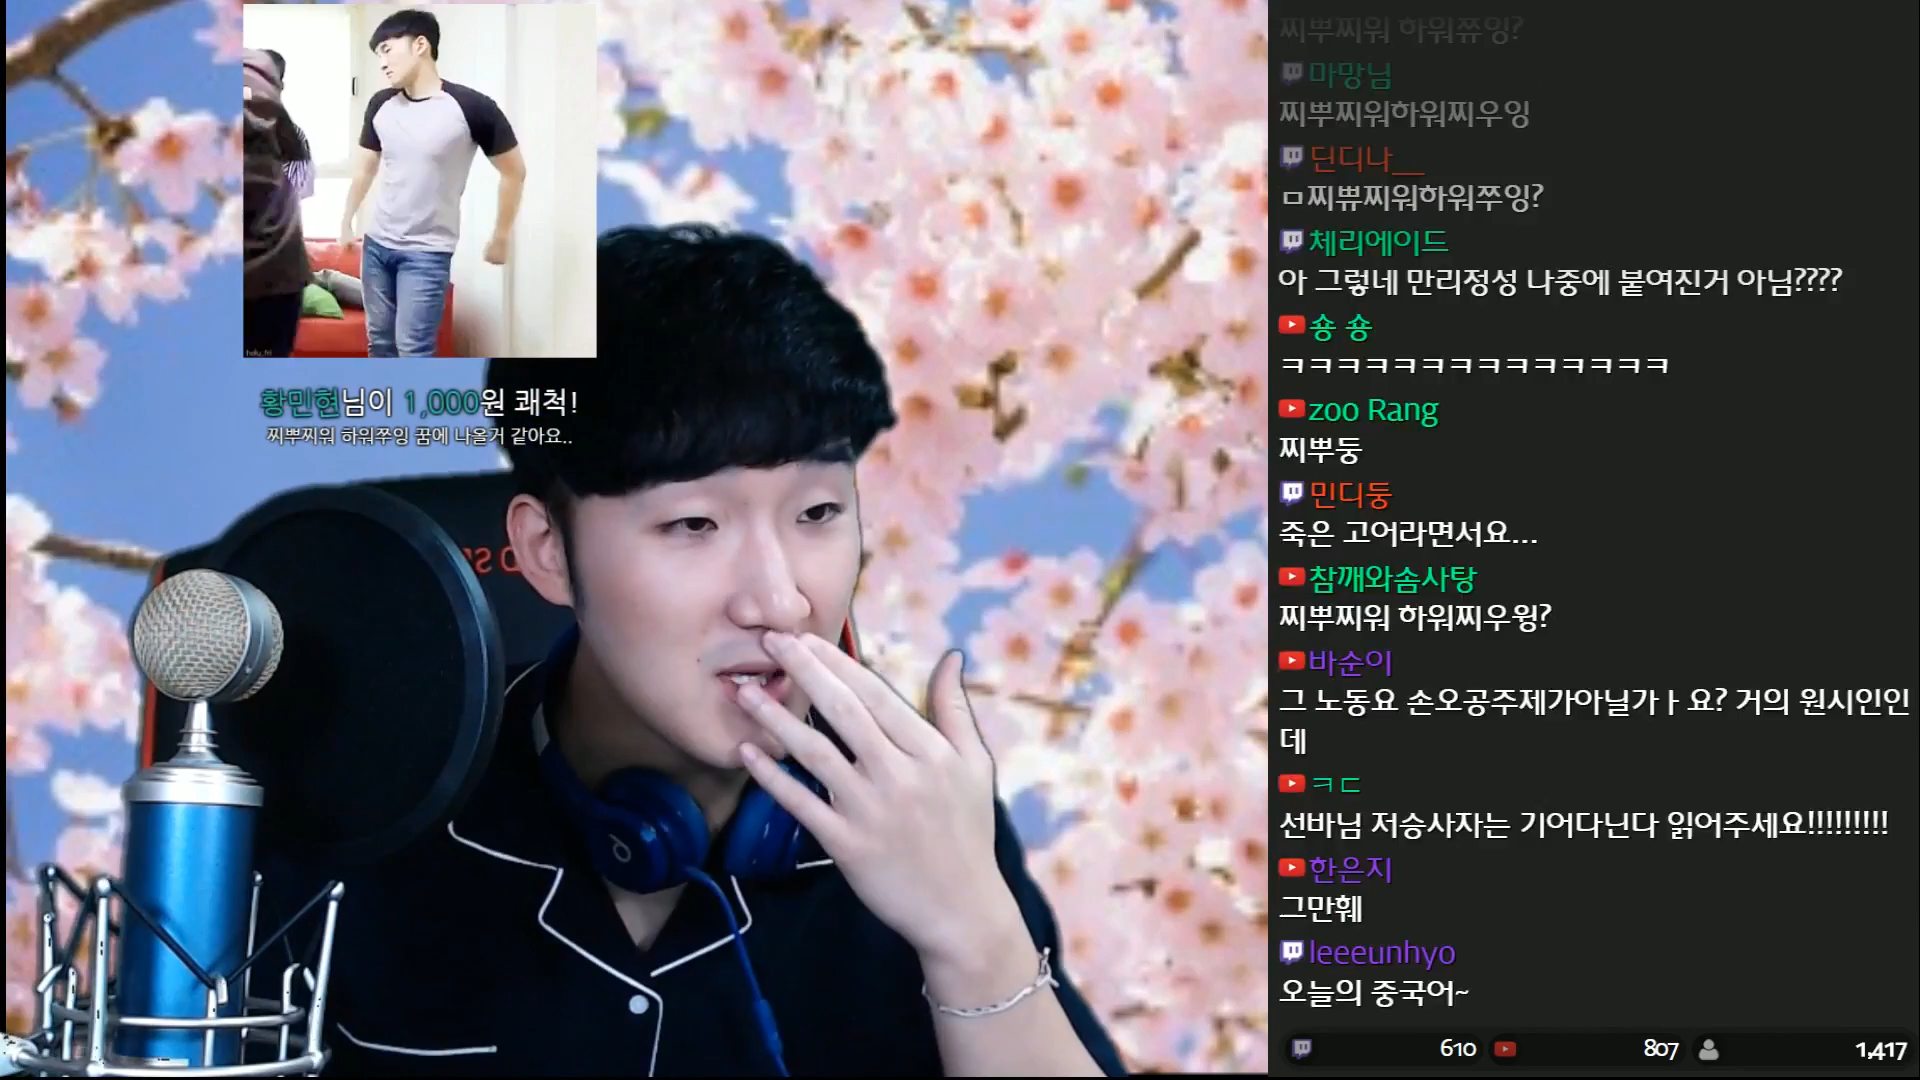 황민현님이 1,000원 쾌척!
찌뿌찌워 하워쭈잉 꿈에 나올거 같아요..
찌뿌찌워 하워쮸잉?
마망님
찌뿌찌워하워찌우잉
딘디나__
ㅁ찌쀼찌워하워쭈잉?
체리에이드
아 그렇네 만리정성 나중에 붙여진거 아님????
숑 숑
ㅋㅋㅋㅋㅋㅋㅋㅋㅋㅋㅋㅋㅋㅋ
zoo Rang
찌뿌둥
민디둥
죽은 고어라면서요...
참깨와솜사탕
찌뿌찌워 하워찌우윙?
바순이
그 노동요 손오공주제가아닐가ㅏ요? 거의 원시인인
데
ㅋㄷ
선바님 저승사자는 기어다닌다 읽어주세요!!!!!!!!!
한은지
그만훼
leeeunhyo
오늘의 중국어~
610
807
1,417